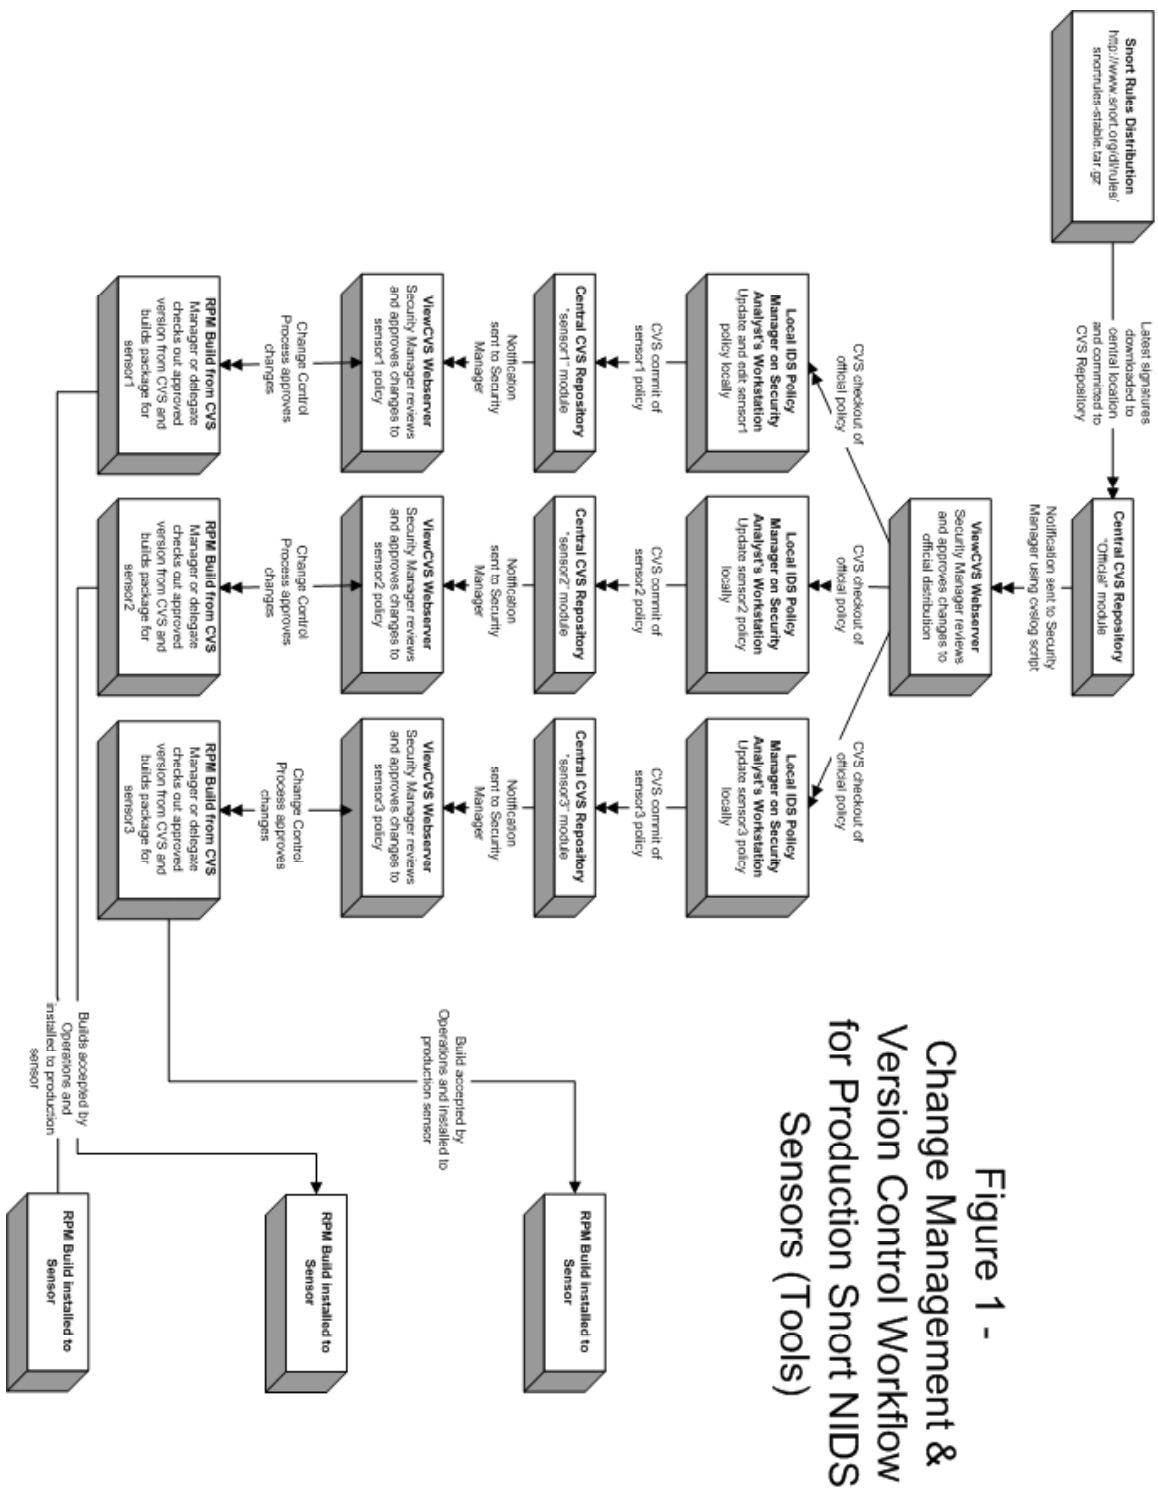 Figure 1 -
Change Management &
Version Control Workflow
for Production Snort NIDS
Sensors (Tools)
Snort Rules Distribution
http://www.snort.org/dl/rules/
snortrules-stable.tar.gz
Latest signatures
downloaded to
central location
and committed to
CVS Repository
Central CVS Repository
"Official" module
Notification sent to Security
Manager using cvslog script
ViewCVS Webserver
Security Manager reviews
and approves changes to
official distribution
CVS checkout of
official policy
CVS checkout of
official policy
CVS checkout of
official policy
Local IDS Policy
Manager on Security
Analyst's Workstation
Update and edit sensor1
policy locally
Local IDS Policy
Manager on Security
Analyst's Workstation
Update sensor2 policy
locally
Local IDS Policy
Manager on Security
Analyst's Workstation
Update sensor3 policy
locally
CVS commit of
sensor1 policy
CVS commit of
sensor2 policy
CVS commit of
sensor3 policy
Central CVS Repository
"sensor1" module
Central CVS Repository
"sensor2" module
Central CVS Repository
"sensor3" module
Notification
sent to Security
Manager
Notification
sent to Security
Manager
Notification
sent to Security
Manager
ViewCVS Webserver
Security Manager reviews
and approves changes to
sensor1 policy
ViewCVS Webserver
Security Manager reviews
and approves changes to
sensor2 policy
ViewCVS Webserver
Security Manager reviews
and approves changes to
sensor3 policy
Change Control
Process approves
changes
Change Control
Process approves
changes
Change Control
Process approves
changes
RPM Build from CVS
Manager or delegate
checks out approved
version from CVS and
builds package for
sensor1
RPM Build from CVS
Manager or delegate
checks out approved
version from CVS and
builds package for
sensor2
RPM Build from CVS
Manager or delegate
checks out approved
version from CVS and
builds package for
sensor3
Build accepted by
Operations and installed to
production sensor
Builds accepted by
Operations and
installed to production
sensor
RPM Build installed to
Sensor
RPM Build installed to
Sensor
RPM Build installed to
Sensor